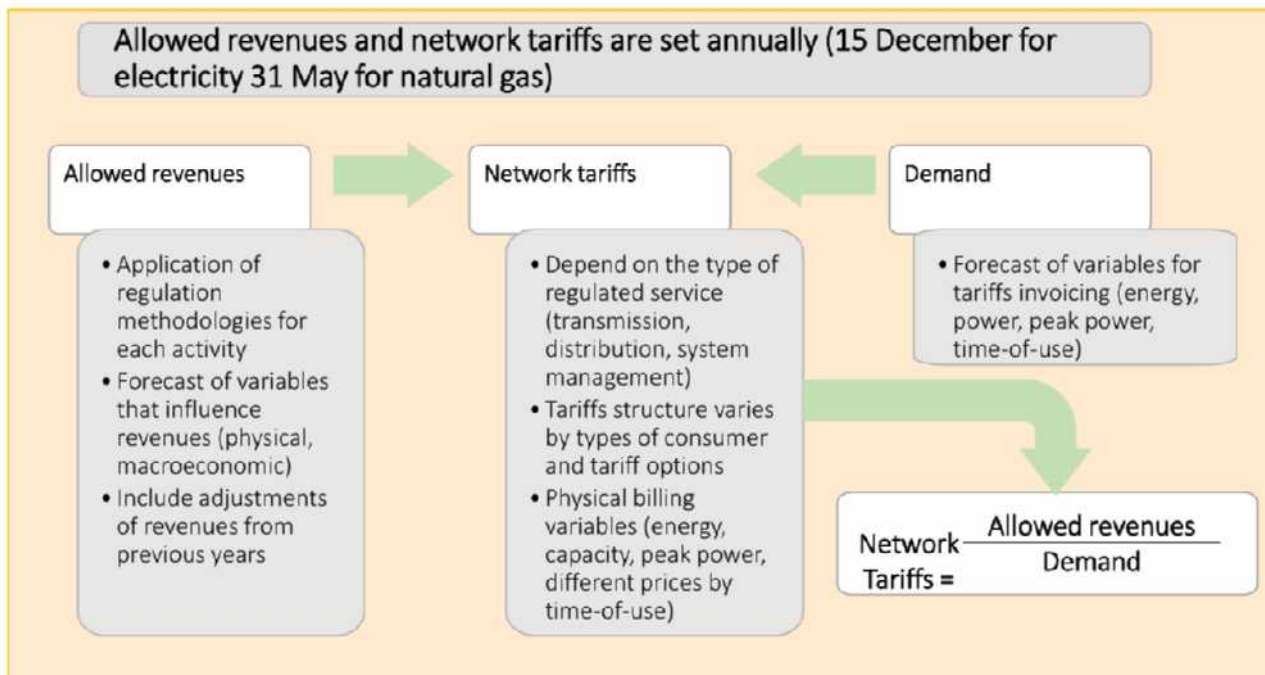 Allowed revenues and network tariffs are set annually (15 December for
electricity 31 May for natural gas)
Allowed revenues
• Application of
regulation
methodologies for
each activity
• Forecast of variables
that influence
revenues (physical,
macroeconomic)
• Include adjustments
of revenues from
previous years
Network tariffs
• Depend on the type of
regulated service
(transmission,
distribution, system
management)
• Tariffs structure varies
by types of consumer
and tariff options
• Physical billing
variables (energy,
capacity, peak power,
different prices by
time-of-use)
Demand
• Forecast of variables for
tariffs invoicing (energy,
power, peak power,
time-of-use)
Network
Tariffs =
Allowed revenues
Demand